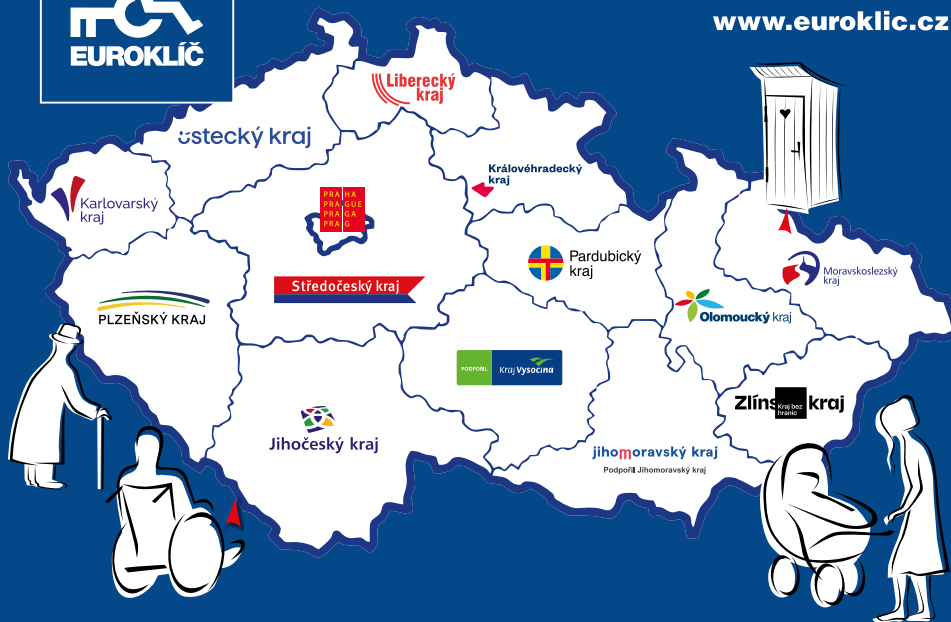 www.euroklic.cz
EUROKLÍČ
Liberecký
kraj
ústecký kraj
Královéhradecký
kraj
Karlovarský
kraj
PRA HA
PRA GUE
PRA GA
PRA G
Pardubický
kraj
Moravskoslezský
kraj
Středočeský kraj
PLZEŇSKÝ KRAJ
Olomoucký kraj
PODPOŘIL
Kraj Vysočina
Zlíns kraj
Kraj bez
hranic
Jihočeský kraj
jihomoravský kraj
Podpořil Jihomoravský kraj